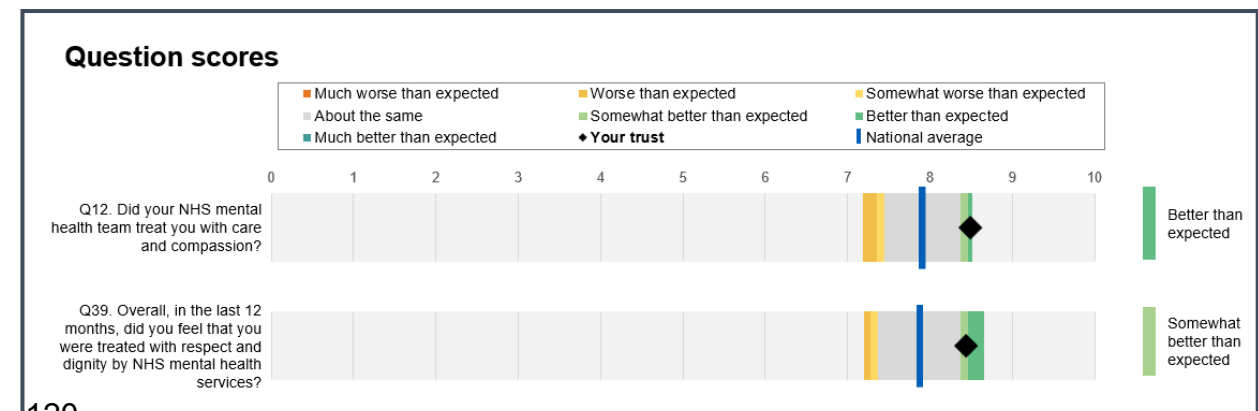 Question scores
Much worse than expected
Worse than expected
Somewhat worse than expected
About the same
Somewhat better than expected
Better than expected
Much better than expected
Your trust
National average
0 1 2 3 4 5 6 7 8 9 10
Q12. Did your NHS mental
health team treat you with care
and compassion?
Better than
expected
Q39. Overall, in the last 12
months, did you feel that you
were treated with respect and
dignity by NHS mental health
services?
Somewhat
better than
expected